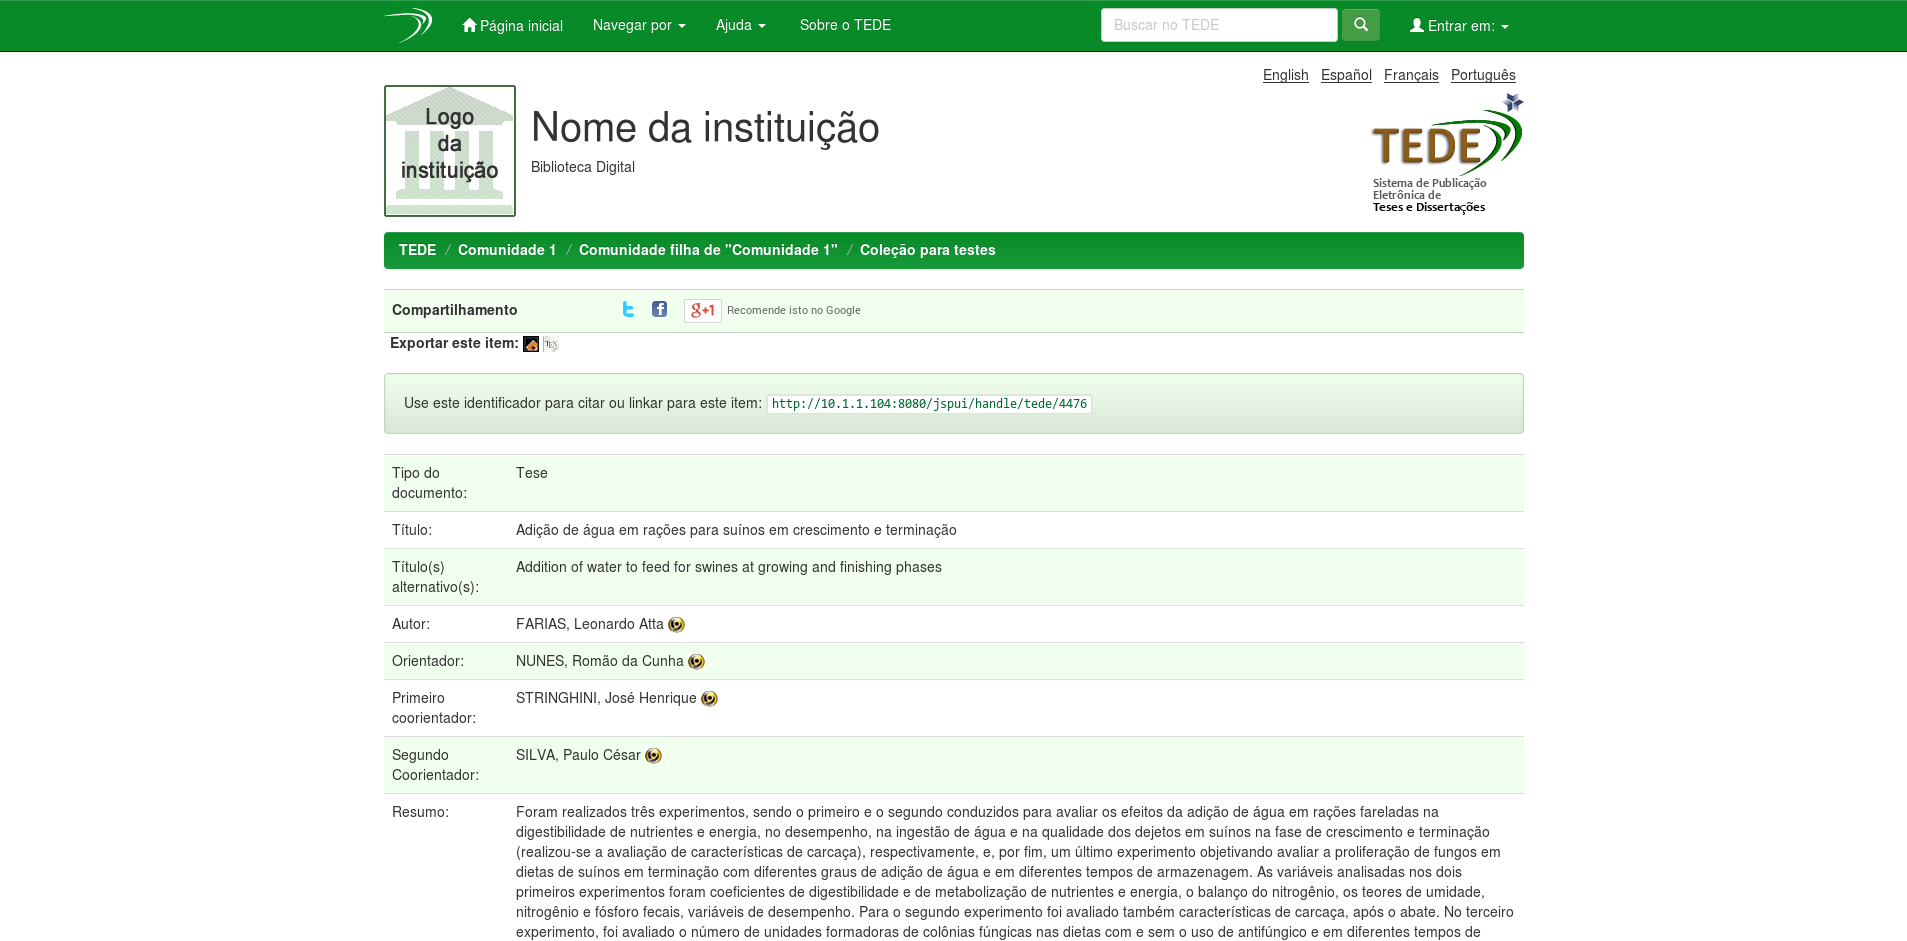 Página inicial Navegar por Ajuda Sobre o TEDE Buscar no TEDE Entrar em:
English Español Français Português
Logo
da
instituição
Nome da instituição
Biblioteca Digital
TEDE
Sistema de Publicação
Eletrônica de
Teses e Dissertações
TEDE / Comunidade 1 / Comunidade filha de "Comunidade 1" / Coleção para testes
Compartilhamento g+1 Recomende isto no Google
Exportar este item: TEX
Use este identificador para citar ou linkar para este item: http://10.1.1.104:8080/jspui/handle/tede/4476
Tipo do Tese
documento:
Título: Adição de água em rações para suínos em crescimento e terminação
Título(s) Addition of water to feed for swines at growing and finishing phases
alternativo(s):
Autor: FARIAS, Leonardo Atta
Orientador: NUNES, Romão da Cunha
Primeiro STRINGHINI, José Henrique
coorientador:
Segundo SILVA, Paulo César
Coorientador:
Resumo: Foram realizados três experimentos, sendo o primeiro e o segundo conduzidos para avaliar os efeitos da adição de água em rações fareladas na
digestibilidade de nutrientes e energia, no desempenho, na ingestão de água e na qualidade dos dejetos em suínos na fase de crescimento e terminação
(realizou-se a avaliação de características de carcaça), respectivamente, e, por fim, um último experimento objetivando avaliar a proliferação de fungos em
dietas de suínos em terminação com diferentes graus de adição de água e em diferentes tempos de armazenagem. As variáveis analisadas nos dois
primeiros experimentos foram coeficientes de digestibilidade e de metabolização de nutrientes e energia, o balanço do nitrogênio, os teores de umidade,
nitrogênio e fósforo fecais, variáveis de desempenho. Para o segundo experimento foi avaliado também características de carcaça, após o abate. No terceiro
experimento, foi avaliado o número de unidades formadoras de colônias fúngicas nas dietas com e sem o uso de antifúngico e em diferentes tempos de